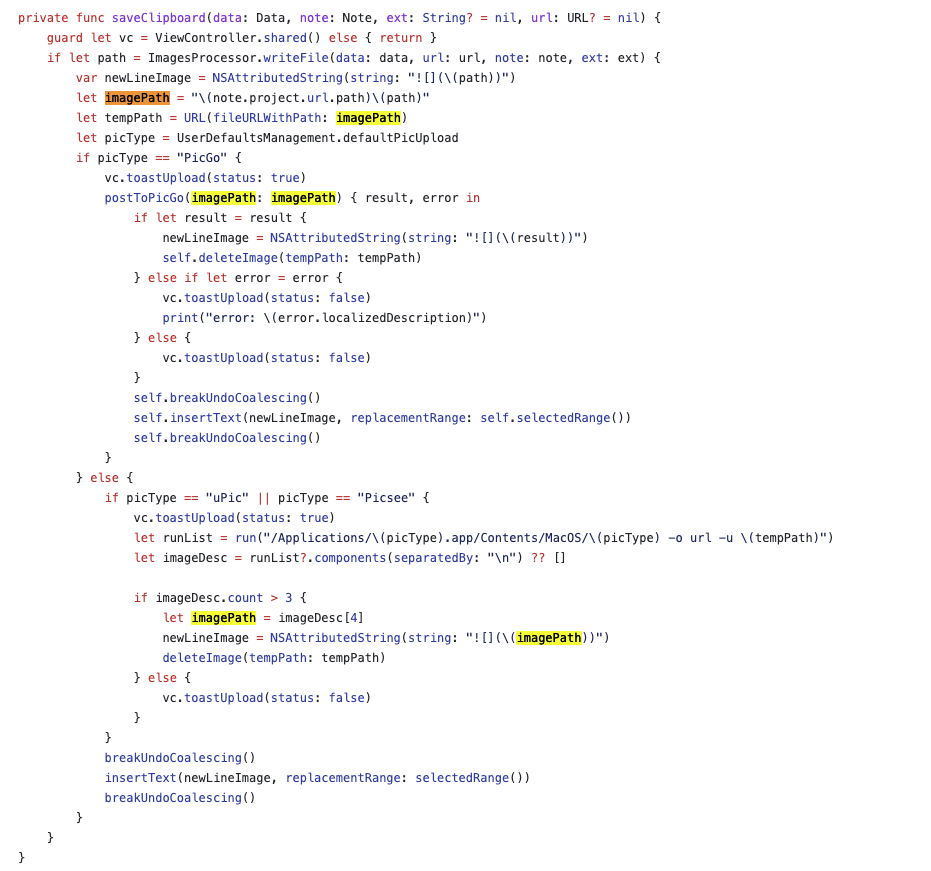 private func saveClipboard(data: Data, note: Note, ext: String? = nil, url: URL? = nil) {
    guard let vc = ViewController.shared() else { return }
    if let path = ImagesProcessor.writeFile(data: data, url: url, note: note, ext: ext) {
        var newLineImage = NSAttributedString(string: "![](\(path))")
        let imagePath = "\(note.project.url.path)\(path)"
        let tempPath = URL(fileURLWithPath: imagePath)
        let picType = UserDefaultsManagement.defaultPicUpload
        if picType == "PicGo" {
            vc.toastUpload(status: true)
            postToPicGo(imagePath: imagePath) { result, error in
                if let result = result {
                    newLineImage = NSAttributedString(string: "![](\(result))")
                    self.deleteImage(tempPath: tempPath)
                } else if let error = error {
                    vc.toastUpload(status: false)
                    print("error: \(error.localizedDescription)")
                } else {
                    vc.toastUpload(status: false)
                }
                self.breakUndoCoalescing()
                self.insertText(newLineImage, replacementRange: self.selectedRange())
                self.breakUndoCoalescing()
            }
        } else {
            if picType == "uPic" || picType == "Picsee" {
                vc.toastUpload(status: true)
                let runList = run("/Applications/\(picType).app/Contents/MacOS/\(picType) -o url -u \(tempPath)")
                let imageDesc = runList?.components(separatedBy: "\n") ?? []

                if imageDesc.count > 3 {
                    let imagePath = imageDesc[4]
                    newLineImage = NSAttributedString(string: "![](\(imagePath))")
                    deleteImage(tempPath: tempPath)
                } else {
                    vc.toastUpload(status: false)
                }
            }
            breakUndoCoalescing()
            insertText(newLineImage, replacementRange: selectedRange())
            breakUndoCoalescing()
        }
    }
}